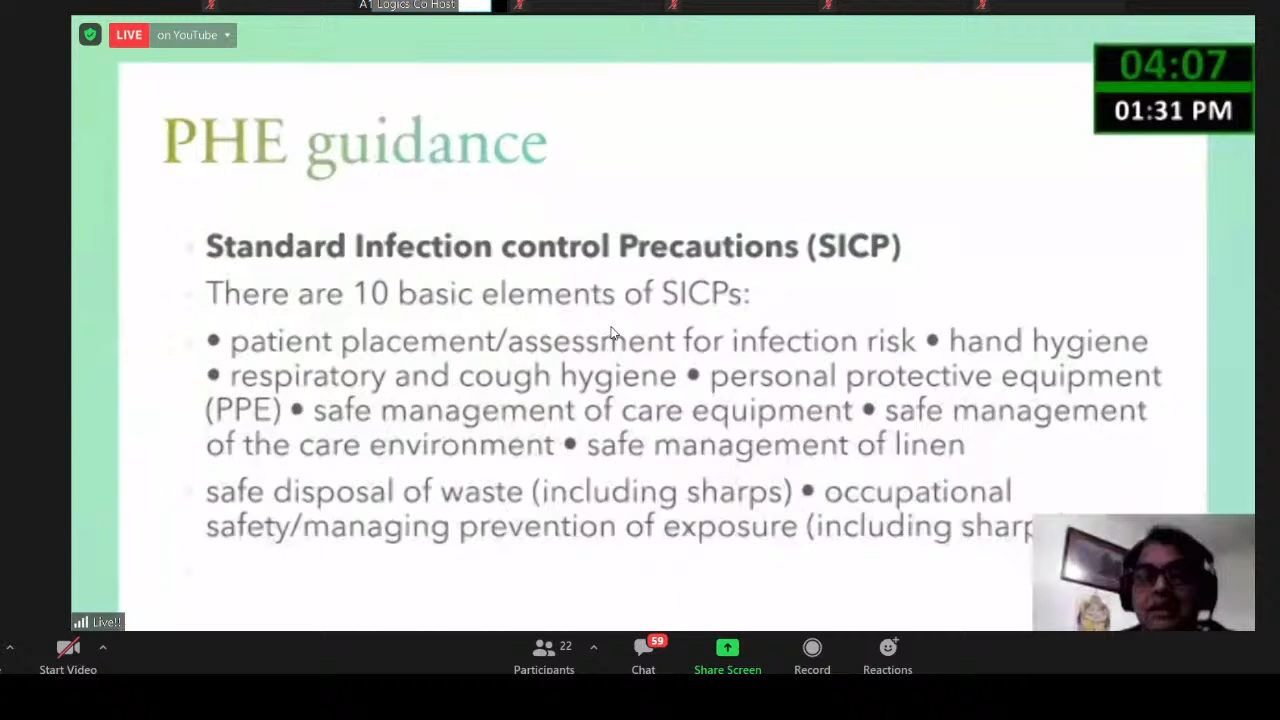 A1 Logics Co Host
LIVE on YouTube
04:07
01:31 PM
PHE guidance
Standard Infection control Precautions (SICP)
There are 10 basic elements of SICPs:
• patient placement/assessment for infection risk • hand hygiene
• respiratory and cough hygiene • personal protective equipment
(PPE) • safe management of care equipment • safe management
of the care environment • safe management of linen
safe disposal of waste (including sharps) • occupational
safety/managing prevention of exposure (including sharp
Live!!
22
59
Start Video
Participants
Chat
Share Screen
Record
Reactions